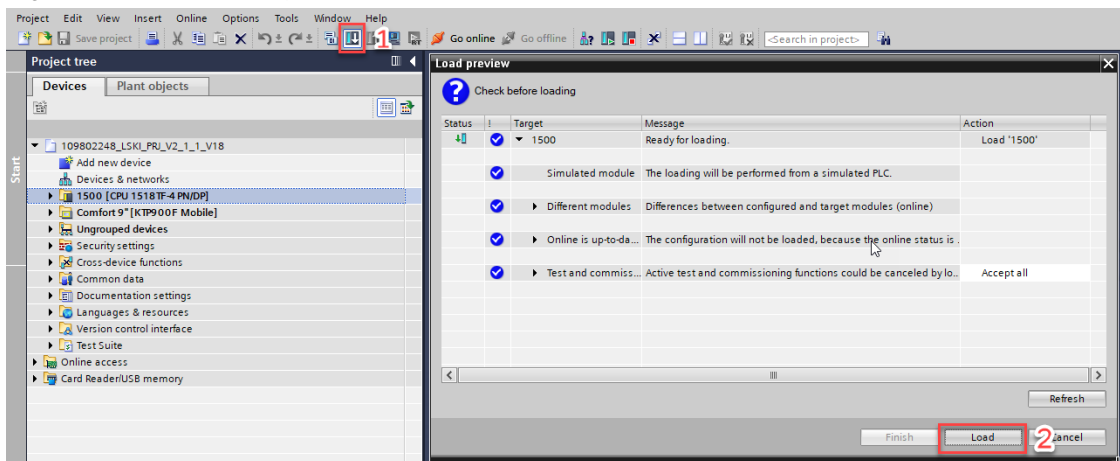 Project Edit View Insert Online Options Tools Window Help
Save project 1 Go online Go offline <Search in project>
Project tree
Devices Plant objects
Start
109802248_LSKI_PRJ_V2_1_1_V18
Add new device
Devices & networks
1500 [CPU 1518TF-4 PN/DP]
Comfort 9" [KTP900F Mobile]
Ungrouped devices
Security settings
Cross-device functions
Common data
Documentation settings
Languages & resources
Version control interface
Test Suite
Online access
Card Reader/USB memory
Load preview
Check before loading
Status ! Target Message Action
1500 Ready for loading. Load '1500'
Simulated module The loading will be performed from a simulated PLC.
Different modules Differences between configured and target modules (online)
Online is up-to-da... The configuration will not be loaded, because the online status is .
Test and commiss... Active test and commissioning functions could be canceled by lo.. Accept all
Refresh
Finish Load 2 Cancel